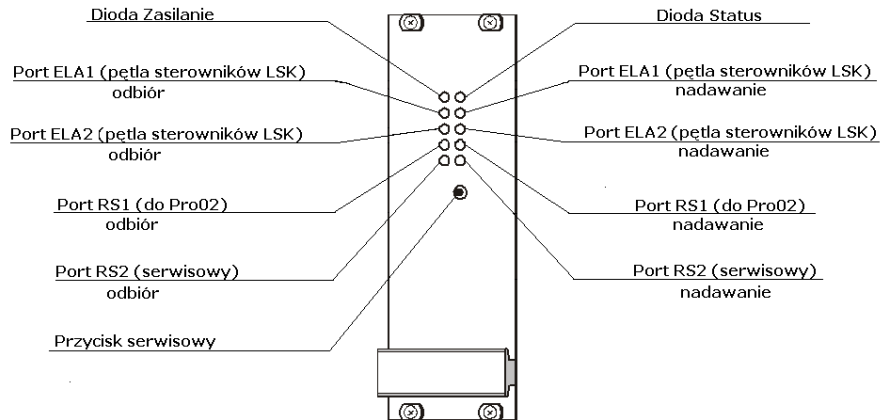 Dioda Zasilanie
Dioda Status
Port ELA1 (pętla sterowników LSK)
odbiór
Port ELA1 (pętla sterowników LSK)
nadawanie
Port ELA2 (pętla sterowników LSK)
odbiór
Port ELA2 (pętla sterowników LSK)
nadawanie
Port RS1 (do Pro02)
odbiór
Port RS1 (do Pro02)
nadawanie
Port RS2 (serwisowy)
odbiór
Port RS2 (serwisowy)
nadawanie
Przycisk serwisowy